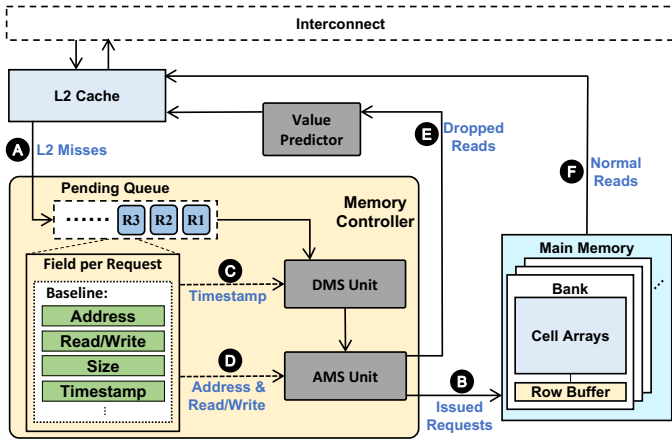 Interconnect
L2 Cache
Value
Predictor
A
L2 Misses
E
Dropped
Reads
F
Normal
Reads
Pending Queue
Memory
Controller
......
R3
R2
R1
Field per Request
Baseline:
Address
Read/Write
Size
Timestamp
⋮
C
Timestamp
DMS Unit
D
Address &
Read/Write
AMS Unit
B
Issued
Requests
Main Memory
Bank
Cell Arrays
Row Buffer
...